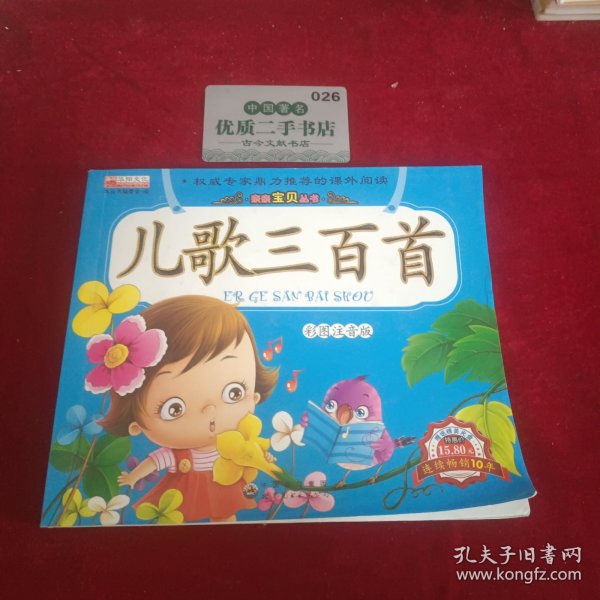 026
中国著名
优质二手书店
古今文献书店
权威专家鼎力推荐的课外阅读
宝贝丛书
儿歌三百首
ER GE SAN BAI SHOU
彩图注音版
15.80元
连续畅销10年
孔夫子旧书网
www.kongfz.com